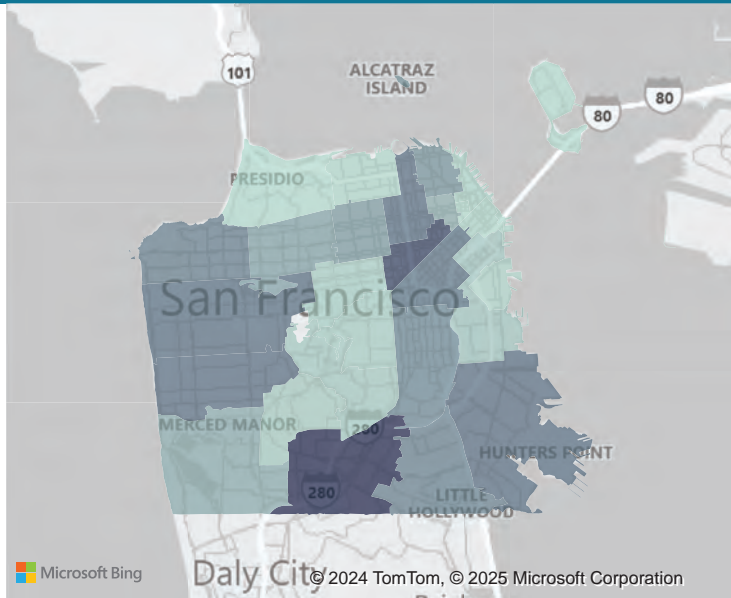 101
ALCATRAZ
ISLAND
80
80
PRESIDIO
San Francisco
MERCED MANOR
280
HUNTERS POINT
280
LITTLE
HOLLYWOOD
Microsoft Bing
Daly City
© 2024 TomTom, © 2025 Microsoft Corporation